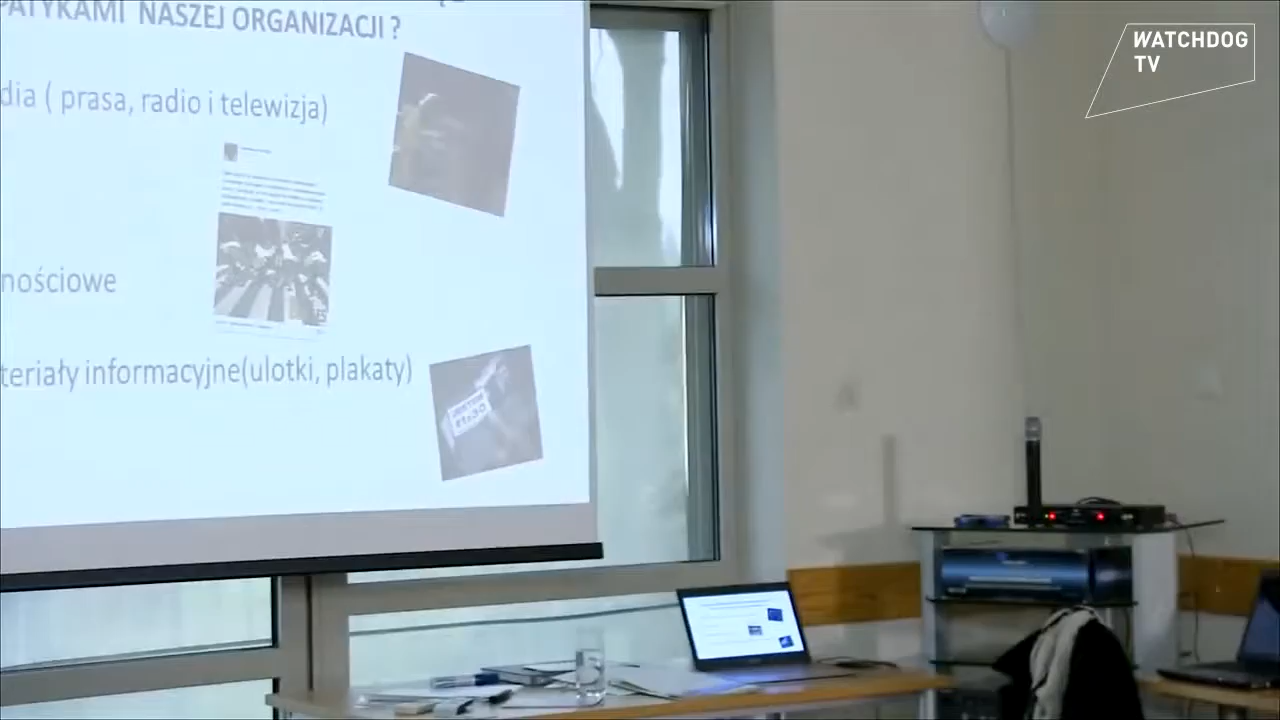 PATYKAMI NASZEJ ORGANIZACJI ?
dia ( prasa, radio i telewizja)
nościowe
teriały informacyjne(ulotki, plakaty)
WATCHDOG
TV